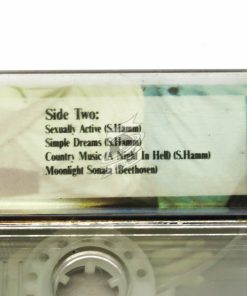 Side Two:
Sexually Active (S.Hamm)
Simple Dreams (S.Hamm)
Country Music (A Night In Hell) (S.Hamm)
Moonlight Sonata (Beethoven)